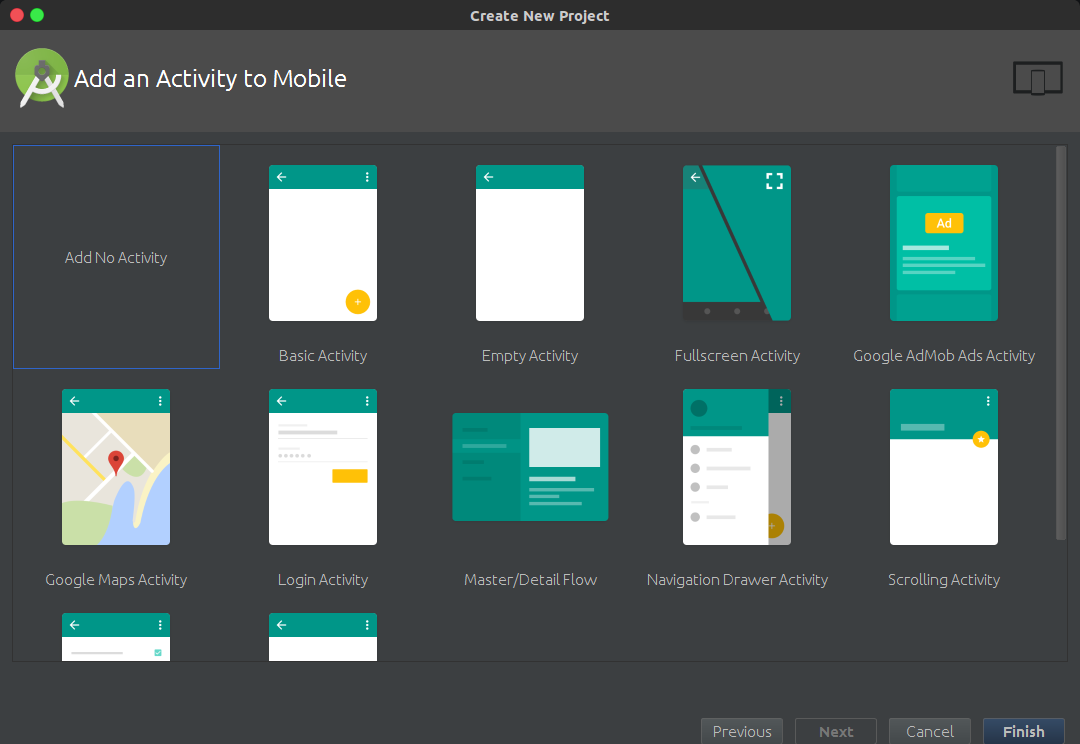 Create New Project
Add an Activity to Mobile
Add No Activity
Basic Activity
Empty Activity
Fullscreen Activity
Ad
Google AdMob Ads Activity
Google Maps Activity
Login Activity
Master/Detail Flow
Navigation Drawer Activity
Scrolling Activity
Previous
Next
Cancel
Finish